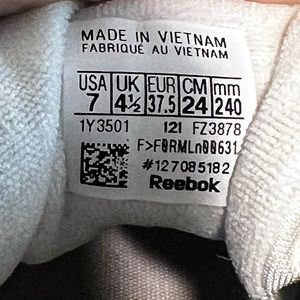 MADE IN VIETNAM
FABRIQUÉ AU VIETNAM
USA UK EUR CM mm
7 4½ 37.5 24 240
1Y3501 121 FZ3878
F>F0RMLn00631
#127085182
Reebok